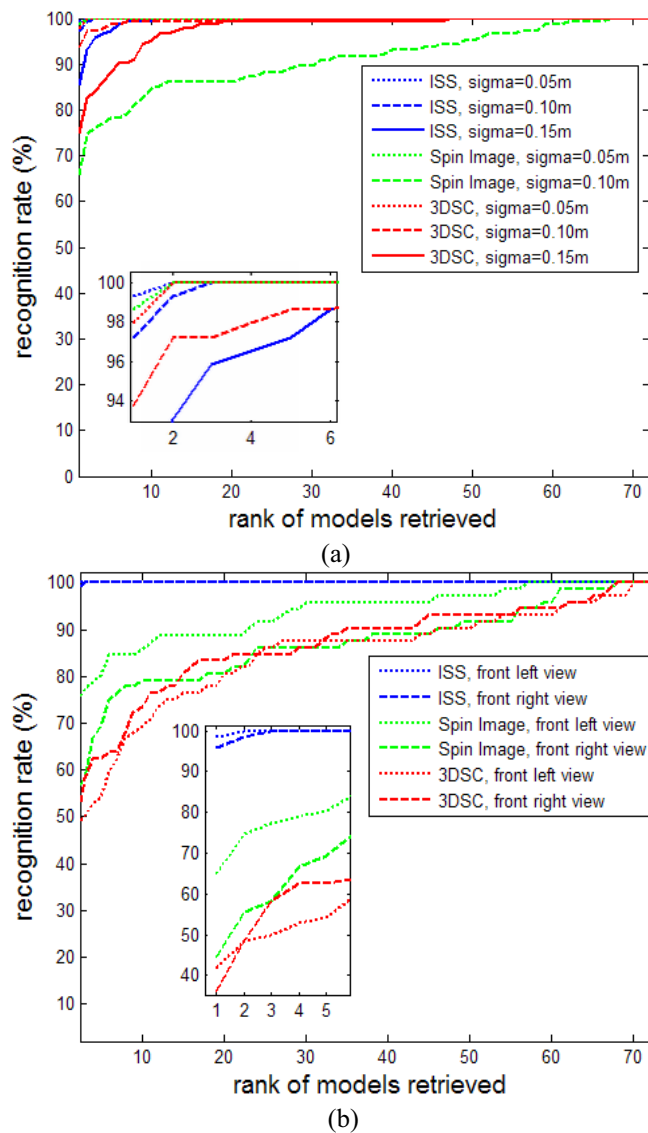 100
90
80
70
60
50
40
30
20
10
0
recognition rate (%)
ISS, sigma=0.05m
ISS, sigma=0.10m
ISS, sigma=0.15m
Spin Image, sigma=0.05m
Spin Image, sigma=0.10m
3DSC, sigma=0.05m
3DSC, sigma=0.10m
3DSC, sigma=0.15m
100
98
96
94
2 4 6
10 20 30 40 50 60 70
rank of models retrieved
(a)
100
90
80
70
60
50
40
30
20
10
recognition rate (%)
ISS, front left view
ISS, front right view
Spin Image, front left view
Spin Image, front right view
3DSC, front left view
3DSC, front right view
100
90
80
70
60
50
40
1 2 3 4 5
10 20 30 40 50 60 70
rank of models retrieved
(b)